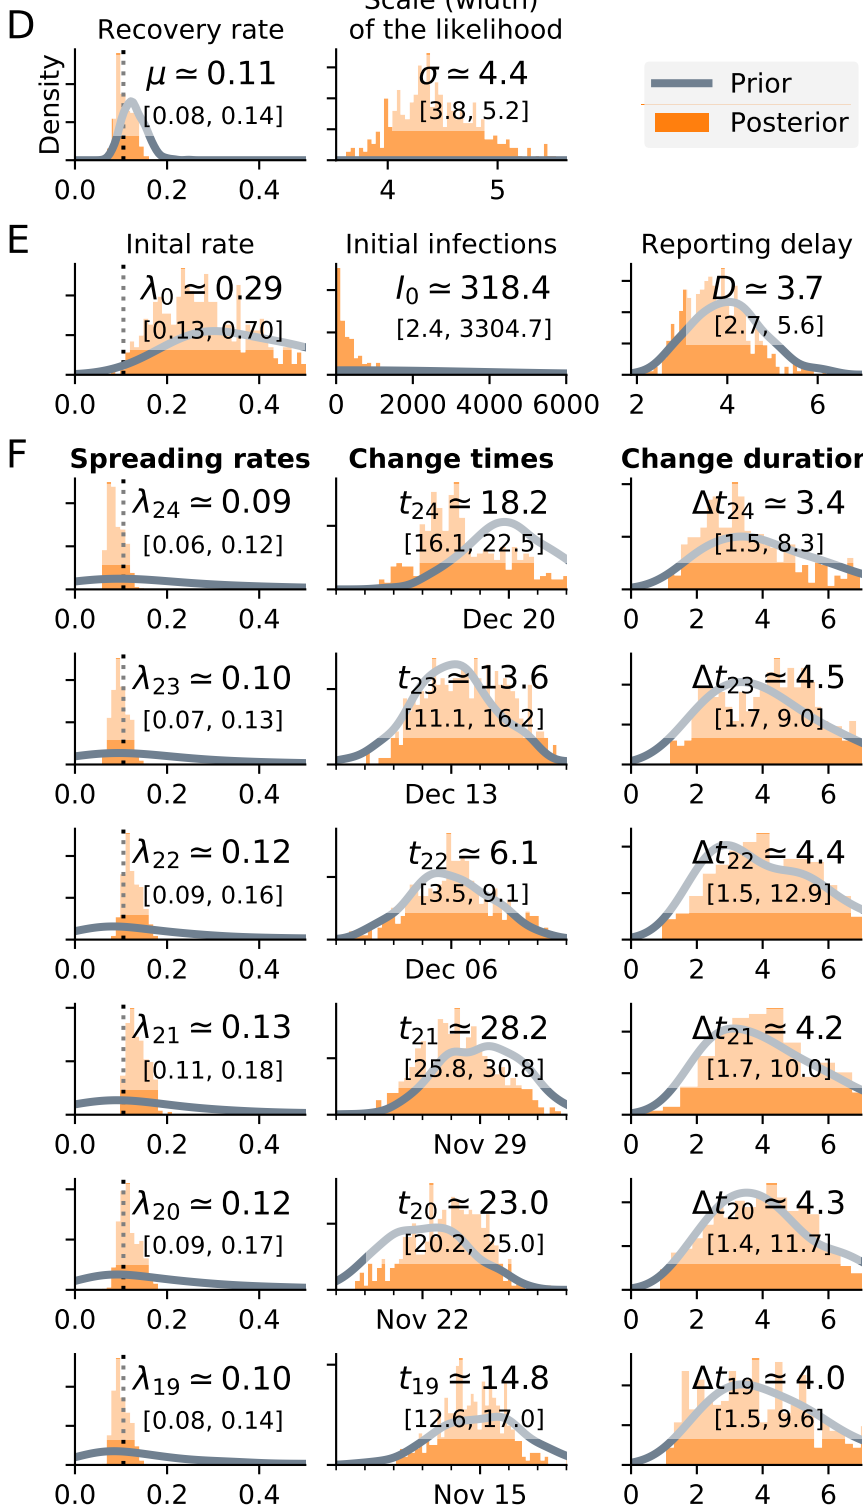 D
Scale (width)
Recovery rate
of the likelihood
Density
μ ≃ 0.11
[0.08, 0.14]
σ ≃ 4.4
[3.8, 5.2]
Prior
Posterior
0.0 0.2 0.4
4 5
E
Inital rate
Initial infections
Reporting delay
λ0 ≃ 0.29
[0.13, 0.70]
I0 ≃ 318.4
[2.4, 3304.7]
D ≃ 3.7
[2.7, 5.6]
0.0 0.2 0.4
0 2000 4000 6000
2 4 6
F
Spreading rates
Change times
Change duration
λ24 ≃ 0.09
[0.06, 0.12]
t24 ≃ 18.2
[16.1, 22.5]
Δt24 ≃ 3.4
[1.5, 8.3]
0.0 0.2 0.4
Dec 20
0 2 4 6
λ23 ≃ 0.10
[0.07, 0.13]
t23 ≃ 13.6
[11.1, 16.2]
Δt23 ≃ 4.5
[1.7, 9.0]
0.0 0.2 0.4
Dec 13
0 2 4 6
λ22 ≃ 0.12
[0.09, 0.16]
t22 ≃ 6.1
[3.5, 9.1]
Δt22 ≃ 4.4
[1.5, 12.9]
0.0 0.2 0.4
Dec 06
0 2 4 6
λ21 ≃ 0.13
[0.11, 0.18]
t21 ≃ 28.2
[25.8, 30.8]
Δt21 ≃ 4.2
[1.7, 10.0]
0.0 0.2 0.4
Nov 29
0 2 4 6
λ20 ≃ 0.12
[0.09, 0.17]
t20 ≃ 23.0
[20.2, 25.0]
Δt20 ≃ 4.3
[1.4, 11.7]
0.0 0.2 0.4
Nov 22
0 2 4 6
λ19 ≃ 0.10
[0.08, 0.14]
t19 ≃ 14.8
[12.6, 17.0]
Δt19 ≃ 4.0
[1.5, 9.6]
0.0 0.2 0.4
Nov 15
0 2 4 6